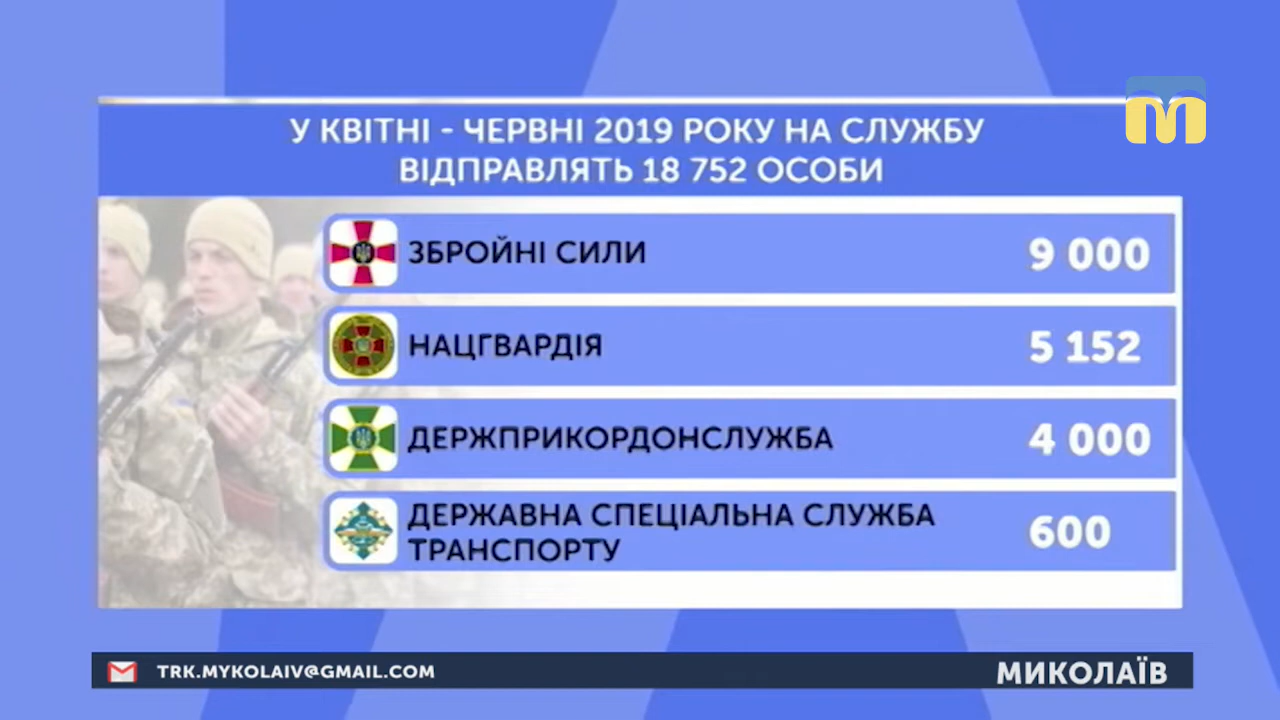 У КВІТНІ - ЧЕРВНІ 2019 РОКУ НА СЛУЖБУ
ВІДПРАВЛЯТЬ 18 752 ОСОБИ
ЗБРОЙНІ СИЛИ 9 000
НАЦГВАРДІЯ 5 152
ДЕРЖПРИКОРДОНСЛУЖБА 4 000
ДЕРЖАВНА СПЕЦІАЛЬНА СЛУЖБА
ТРАНСПОРТУ 600
TRK.MYKOLAIV@GMAIL.COM
МИКОЛАЇВ